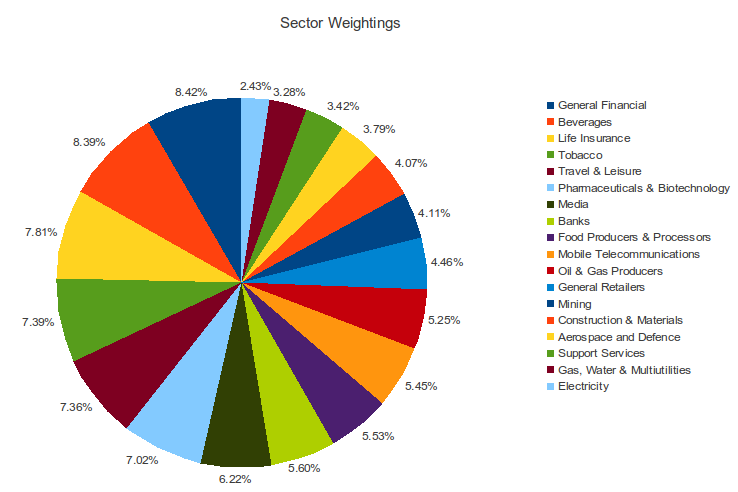 Sector Weightings
8.42%
2.43%
3.28%
3.42%
3.79%
4.07%
4.11%
4.46%
5.25%
5.45%
5.53%
5.60%
6.22%
7.02%
7.36%
7.39%
7.81%
8.39%
General Financial
Beverages
Life Insurance
Tobacco
Travel & Leisure
Pharmaceuticals & Biotechnology
Media
Banks
Food Producers & Processors
Mobile Telecommunications
Oil & Gas Producers
General Retailers
Mining
Construction & Materials
Aerospace and Defence
Support Services
Gas, Water & Multiutilities
Electricity